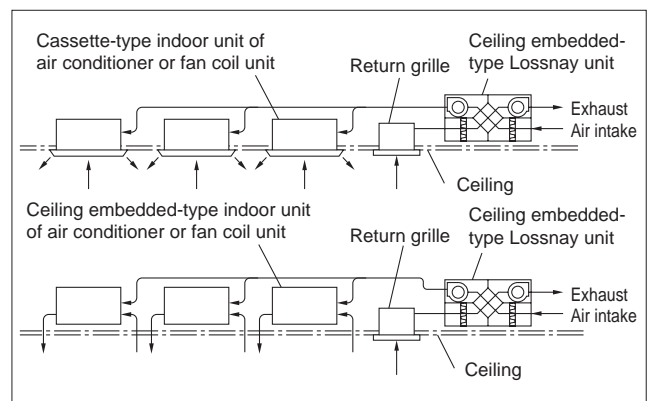 Cassette-type indoor unit of
air conditioner or fan coil unit
Return grille
Ceiling embedded-
type Lossnay unit
Exhaust
Air intake
Ceiling
Ceiling embedded-type indoor unit
of air conditioner or fan coil unit
Return grille
Ceiling embedded-
type Lossnay unit
Exhaust
Air intake
Ceiling